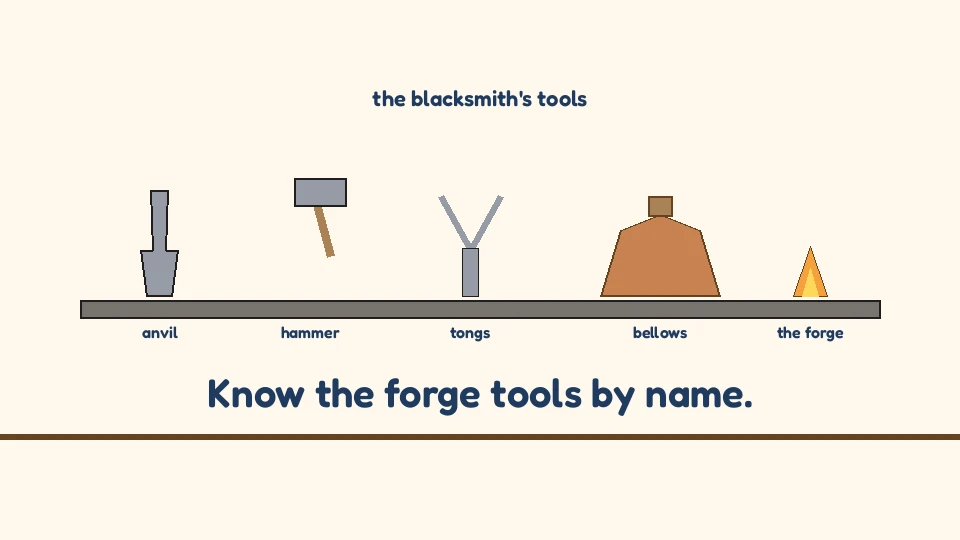 the blacksmith's tools
anvil
hammer
tongs
bellows
the forge
Know the forge tools by name.